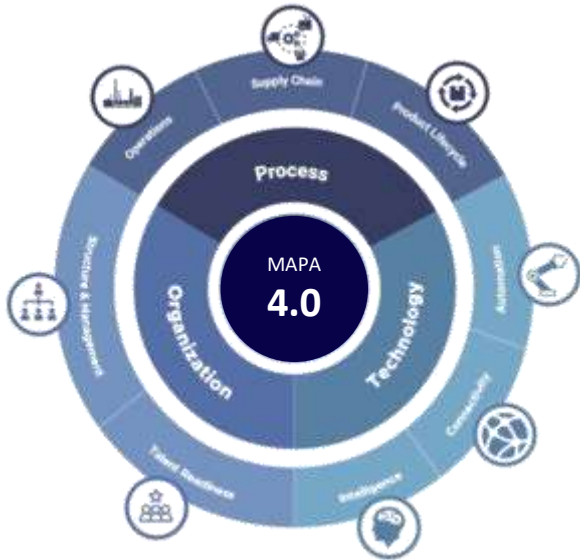 Supply Chain
Operations
Product Lifecycle
Process
Structure & Management
Automation
MAPA
4.0
Organization
Technology
Connectivity
Talent Readiness
Intelligence